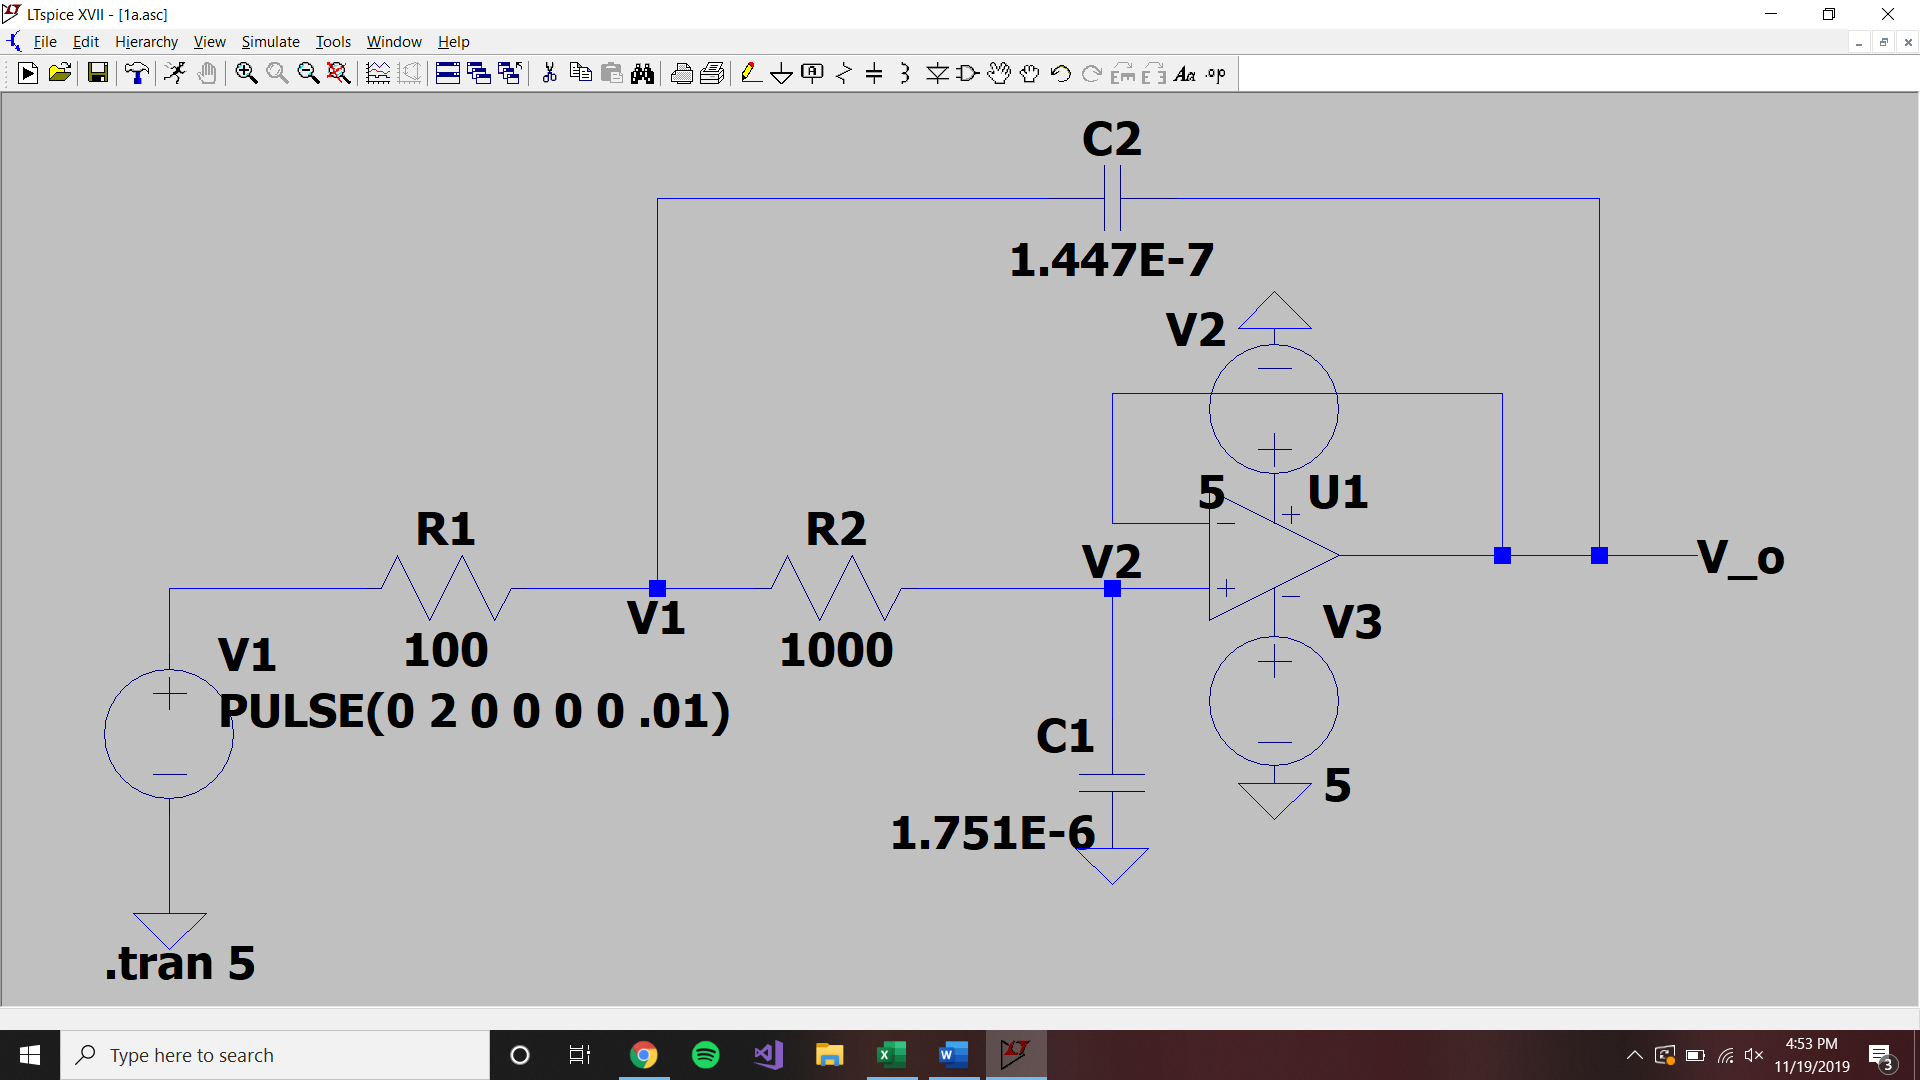 LTspice XVII - [1a.asc]
File Edit Hierarchy View Simulate Tools Window Help
C2
1.447E-7
V2
5
U1
R1
R2
V2
V_o
V1
100
1000
V3
V1
PULSE(0 2 0 0 0 0 .01)
C1
5
1.751E-6
.tran 5
Type here to search
4:53 PM
11/19/2019
3